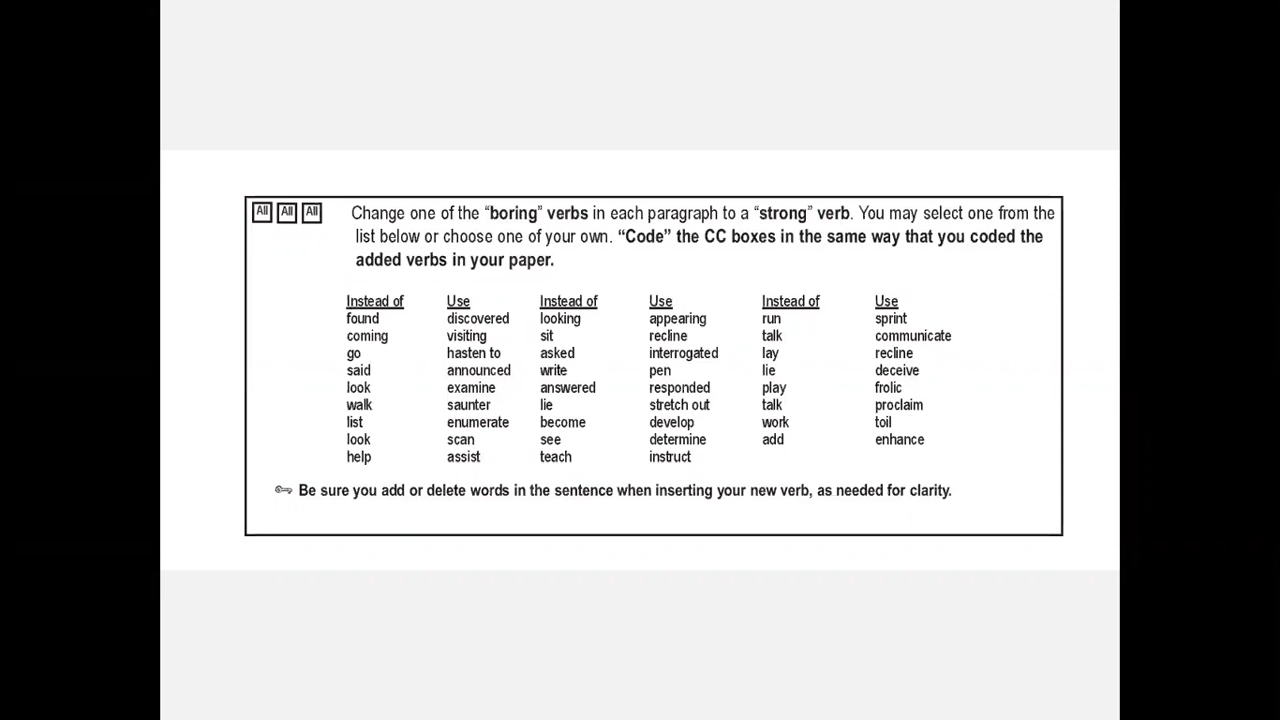 All All All Change one of the “boring” verbs in each paragraph to a “strong” verb. You may select one from the
list below or choose one of your own. “Code” the CC boxes in the same way that you coded the
added verbs in your paper.
Instead of Use Instead of Use Instead of Use
found discovered looking appearing run sprint
coming visiting sit recline talk communicate
go hasten to asked interrogated lay recline
said announced write pen lie deceive
look examine answered responded play frolic
walk saunter lie stretch out talk proclaim
list enumerate become develop work toil
look scan see determine add enhance
help assist teach instruct
Be sure you add or delete words in the sentence when inserting your new verb, as needed for clarity.